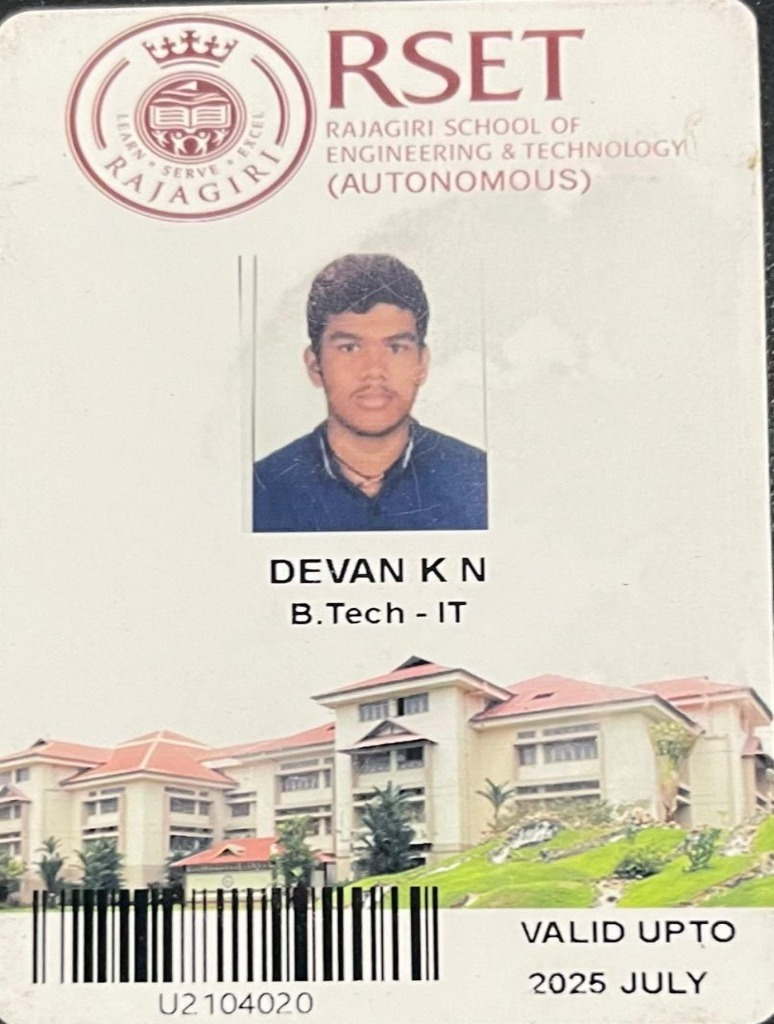 LEARN • SERVE • EXCEL
RAJAGIRI
RSET
RAJAGIRI SCHOOL OF
ENGINEERING & TECHNOLOGY
(AUTONOMOUS)
DEVAN K N
B.Tech - IT
VALID UPTO
2025 JULY
U2104020